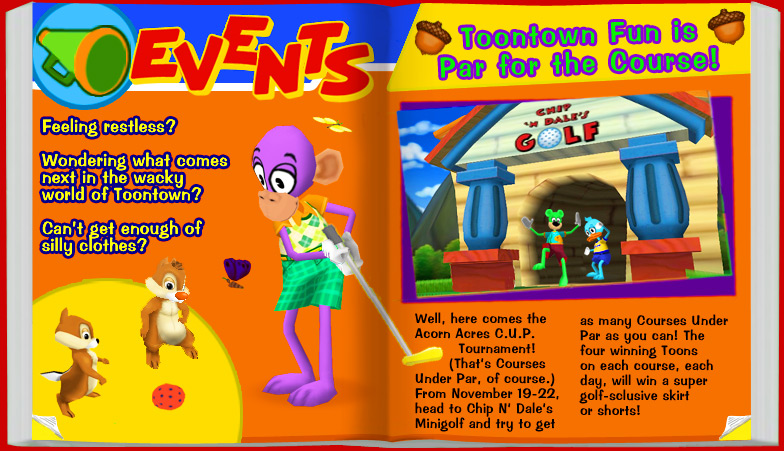 EVENTS
Feeling restless?
Wondering what comes
next in the wacky
world of Toontown?
Can't get enough of
silly clothes?
Toontown Fun is
Par for the Course!
CHIP
'N DALE'S
GOLF
Well, here comes the
Acorn Acres C.U.P.
Tournament!
(That's Courses
Under Par, of course.)
From November 19-22,
head to Chip N' Dale's
Minigolf and try to get
as many Courses Under
Par as you can! The
four winning Toons
on each course, each
day, will win a super
golf-sclusive skirt
or shorts!